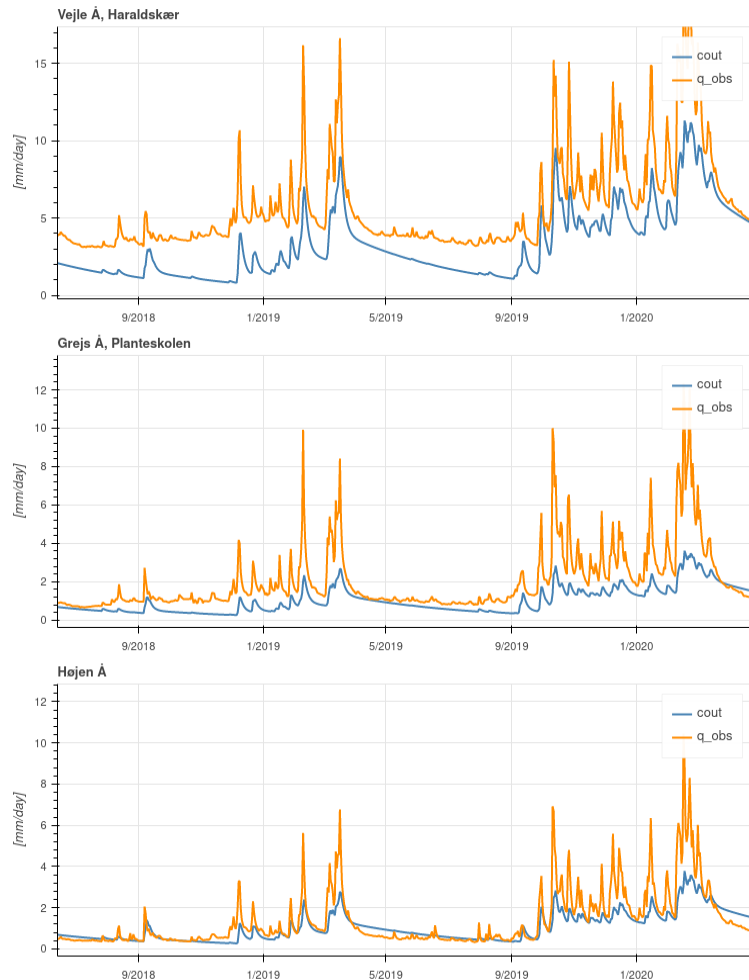 Vejle Å, Haraldskær
15
10
5
0
[mm/day]
cout
q_obs
9/2018
1/2019
5/2019
9/2019
1/2020
Grejs Å, Planteskolen
12
10
8
6
4
2
0
[mm/day]
cout
q_obs
9/2018
1/2019
5/2019
9/2019
1/2020
Højen Å
12
10
8
6
4
2
0
[mm/day]
cout
q_obs
9/2018
1/2019
5/2019
9/2019
1/2020